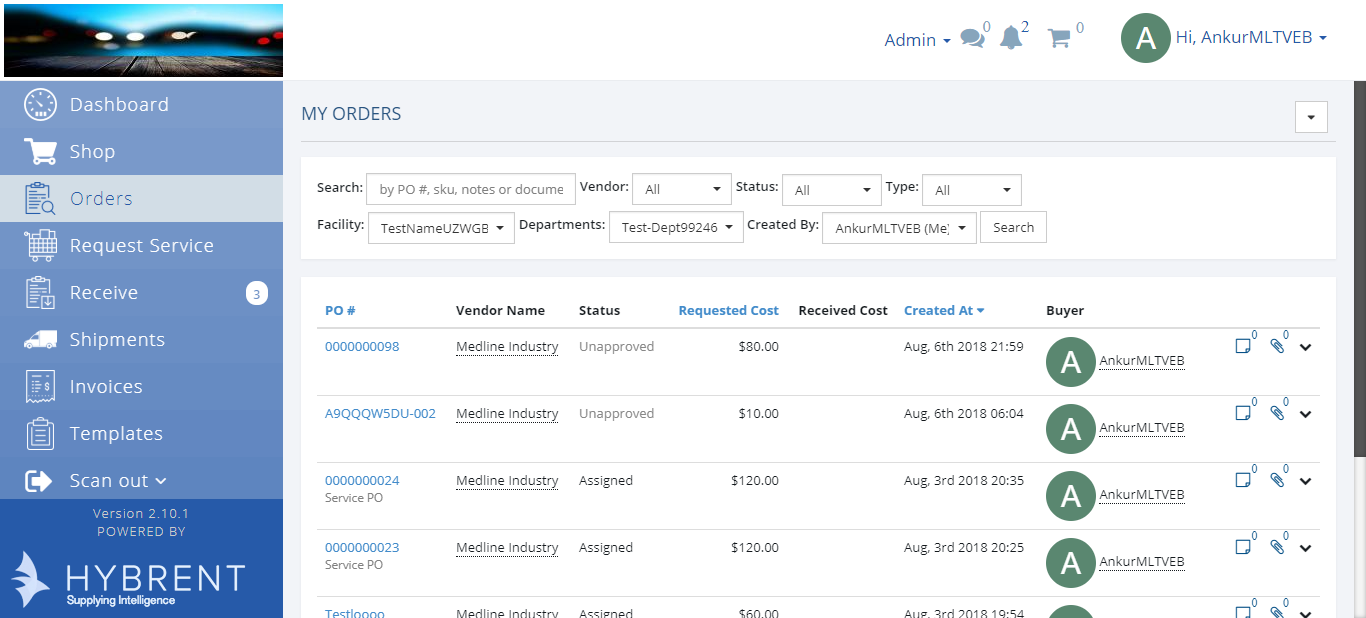 Admin 0 2 0 A Hi, AnkurMLTVEB
Dashboard
Shop
Orders
Request Service
Receive 3
Shipments
Invoices
Templates
Scan out
Version 2.10.1
POWERED BY
HYBRENT
Supplying Intelligence
MY ORDERS
Search: by PO #, sku, notes or docume Vendor: All Status: All Type: All
Facility: TestNameUZWGB Departments: Test-Dept99246 Created By: AnkurMLTVEB (Me) Search
PO # Vendor Name Status Requested Cost Received Cost Created At Buyer
0000000098 Medline Industry Unapproved $80.00 Aug, 6th 2018 21:59 A AnkurMLTVEB 0 0
A9QQQW5DU-002 Medline Industry Unapproved $10.00 Aug, 6th 2018 06:04 A AnkurMLTVEB 0 0
0000000024 Medline Industry Assigned $120.00 Aug, 3rd 2018 20:35 A AnkurMLTVEB 0 0
Service PO
0000000023 Medline Industry Assigned $120.00 Aug, 3rd 2018 20:25 A AnkurMLTVEB 0 0
Service PO
Testloooo Medline Industry Assigned $60.00 Aug, 3rd 2018 19:54 0 0